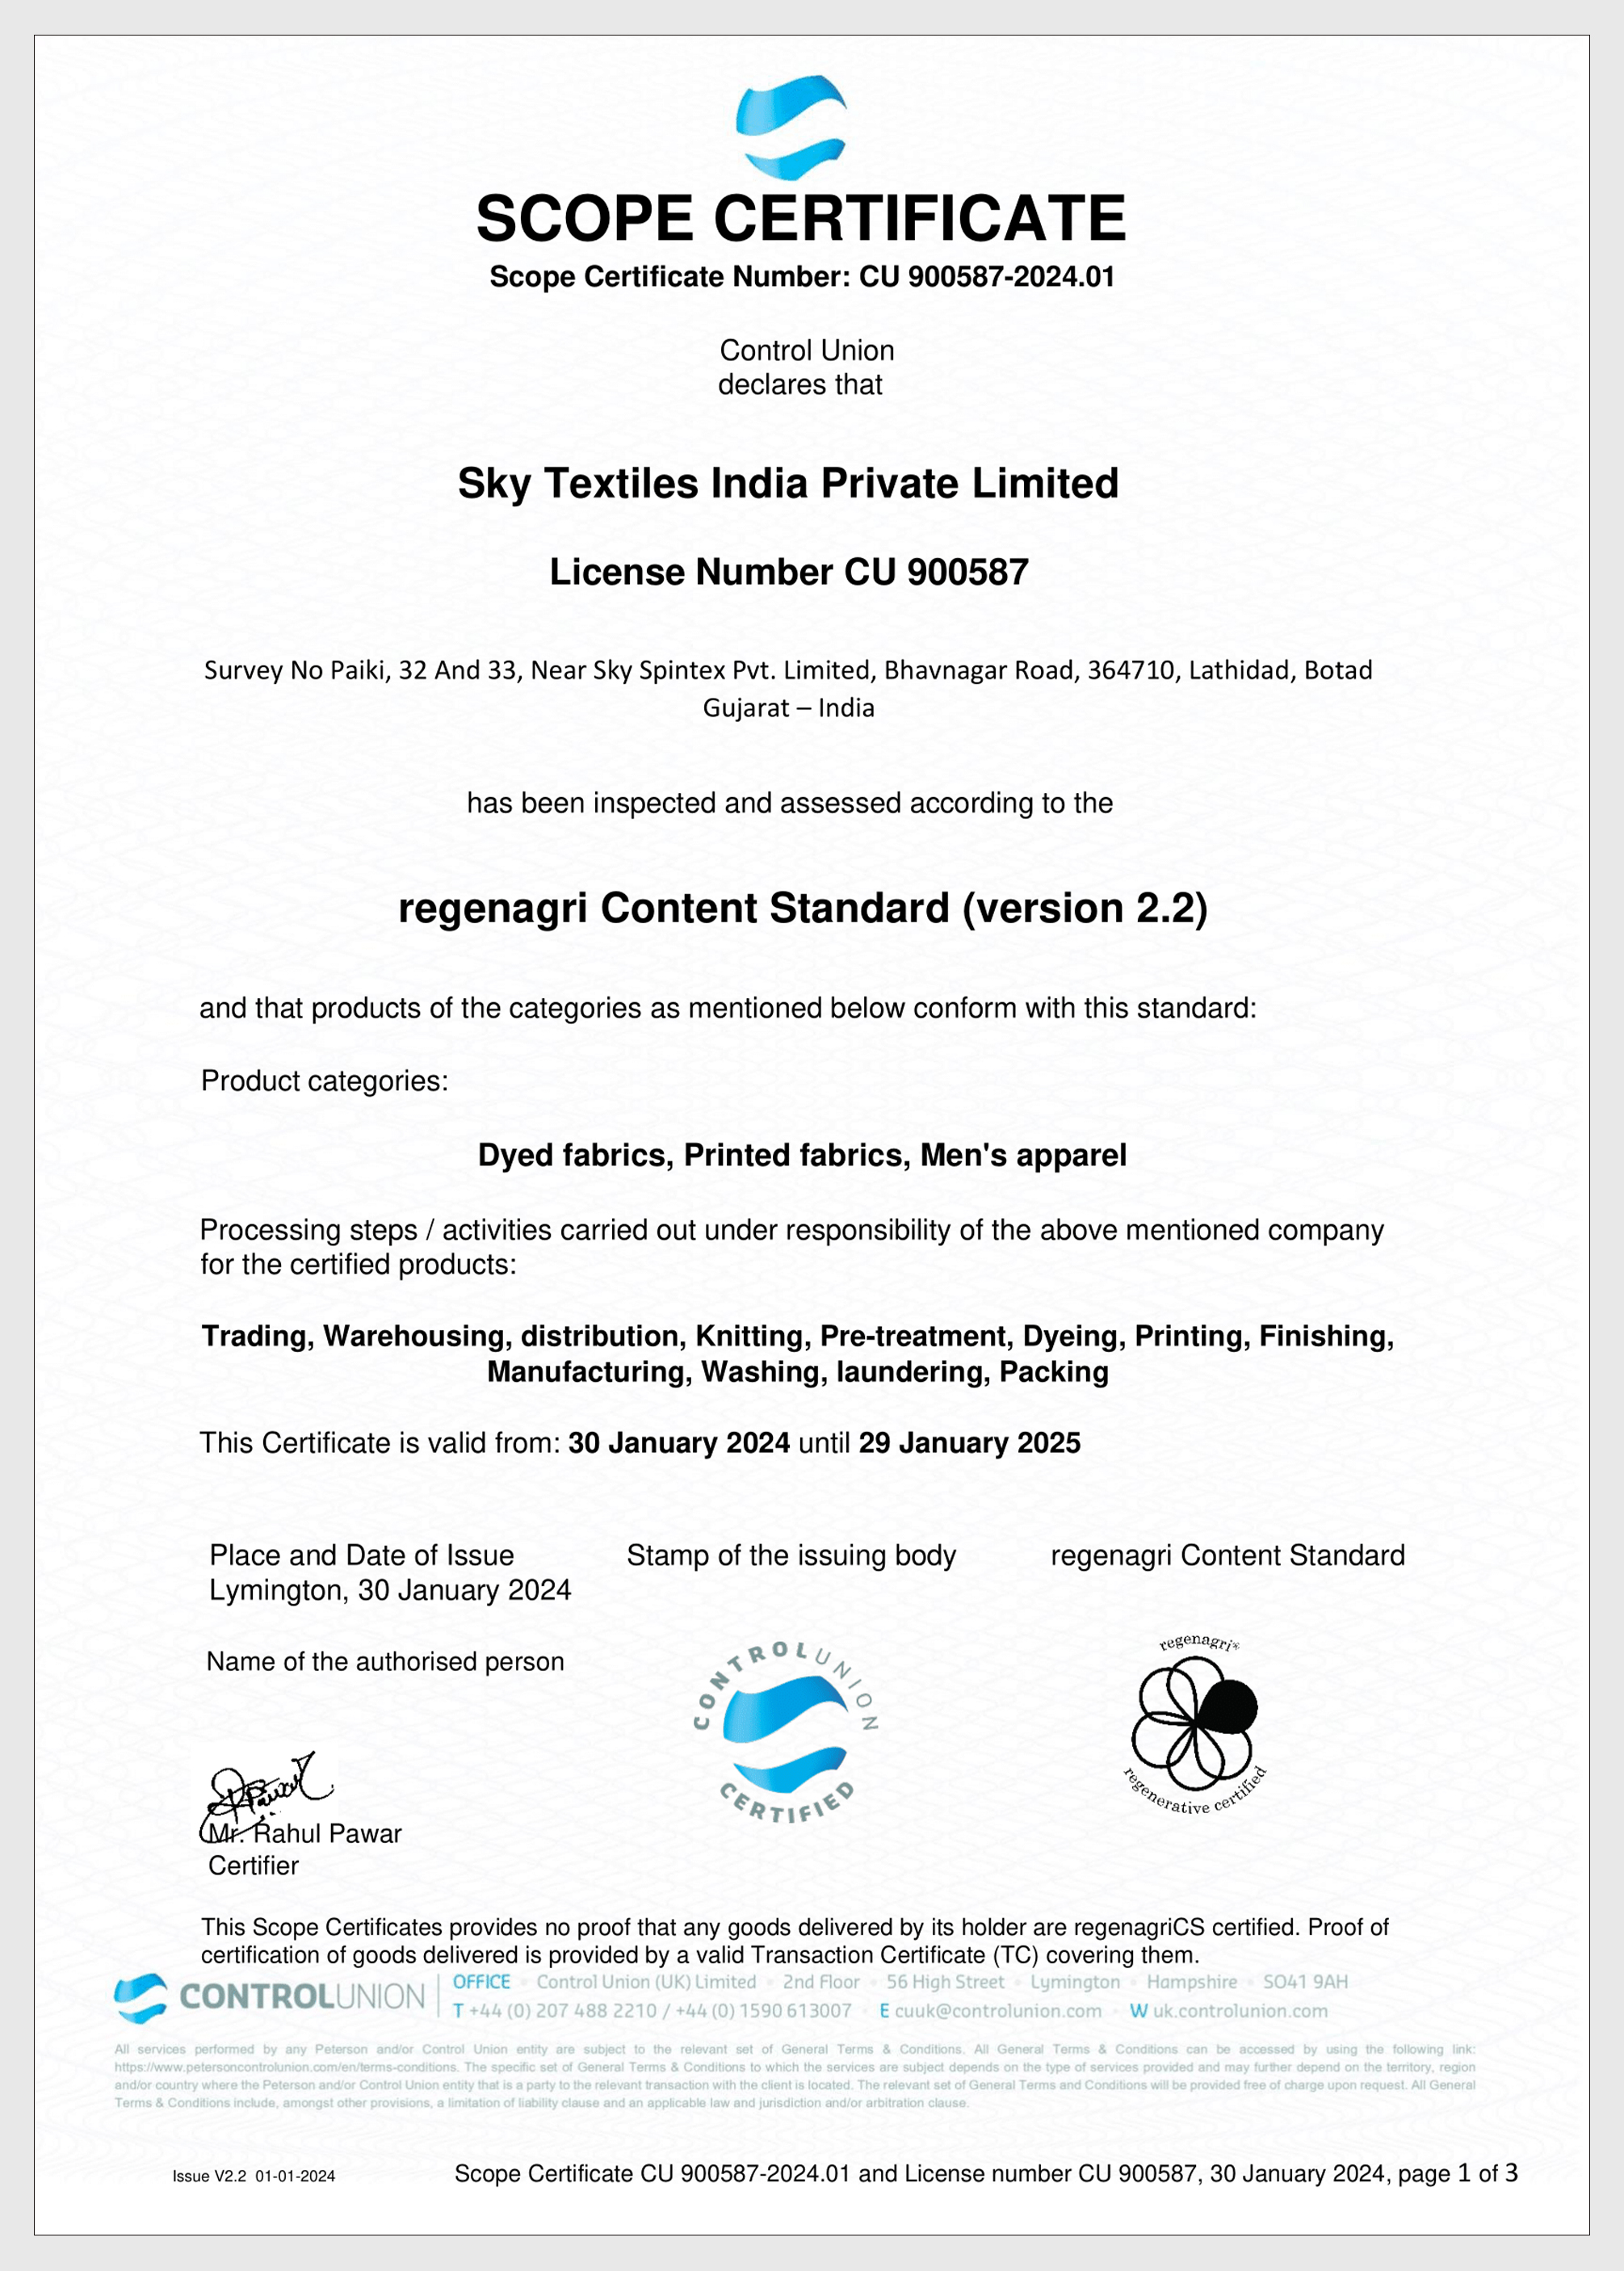 SCOPE CERTIFICATE
Scope Certificate Number: CU 900587-2024.01
Control Union
declares that
Sky Textiles India Private Limited
License Number CU 900587
Survey No Paiki, 32 And 33, Near Sky Spintex Pvt. Limited, Bhavnagar Road, 364710, Lathidad, Botad
Gujarat – India
has been inspected and assessed according to the
regenagri Content Standard (version 2.2)
and that products of the categories as mentioned below conform with this standard:
Product categories:
Dyed fabrics, Printed fabrics, Men's apparel
Processing steps / activities carried out under responsibility of the above mentioned company
for the certified products:
Trading, Warehousing, distribution, Knitting, Pre-treatment, Dyeing, Printing, Finishing,
Manufacturing, Washing, laundering, Packing
This Certificate is valid from: 30 January 2024 until 29 January 2025
Place and Date of Issue
Lymington, 30 January 2024
Stamp of the issuing body
regenagri Content Standard
Name of the authorised person
CONTROLUNION
CERTIFIED
regenagri®
regenerative certified
Pawar
Mr. Rahul Pawar
Certifier
This Scope Certificates provides no proof that any goods delivered by its holder are regenagriCS certified. Proof of
certification of goods delivered is provided by a valid Transaction Certificate (TC) covering them.
CONTROLUNION
OFFICE • Control Union (UK) Limited • 2nd Floor • 56 High Street • Lymington • Hampshire • SO41 9AH
T +44 (0) 207 488 2210 / +44 (0) 1590 613007 • E cuuk@controlunion.com • W uk.controlunion.com
All services performed by any Peterson and/or Control Union entity are subject to the relevant set of General Terms & Conditions. All General Terms & Conditions can be accessed by using the following link:
https://www.petersoncontrolunion.com/en/terms-conditions. The specific set of General Terms & Conditions to which the services are subject depends on the type of services provided and may further depend on the territory, region
and/or country where the Peterson and/or Control Union entity that is a party to the relevant transaction with the client is located. The relevant set of General Terms and Conditions will be provided free of charge upon request. All General
Terms & Conditions include, amongst other provisions, a limitation of liability clause and an applicable law and jurisdiction and/or arbitration clause.
Issue V2.2 01-01-2024
Scope Certificate CU 900587-2024.01 and License number CU 900587, 30 January 2024, page 1 of 3